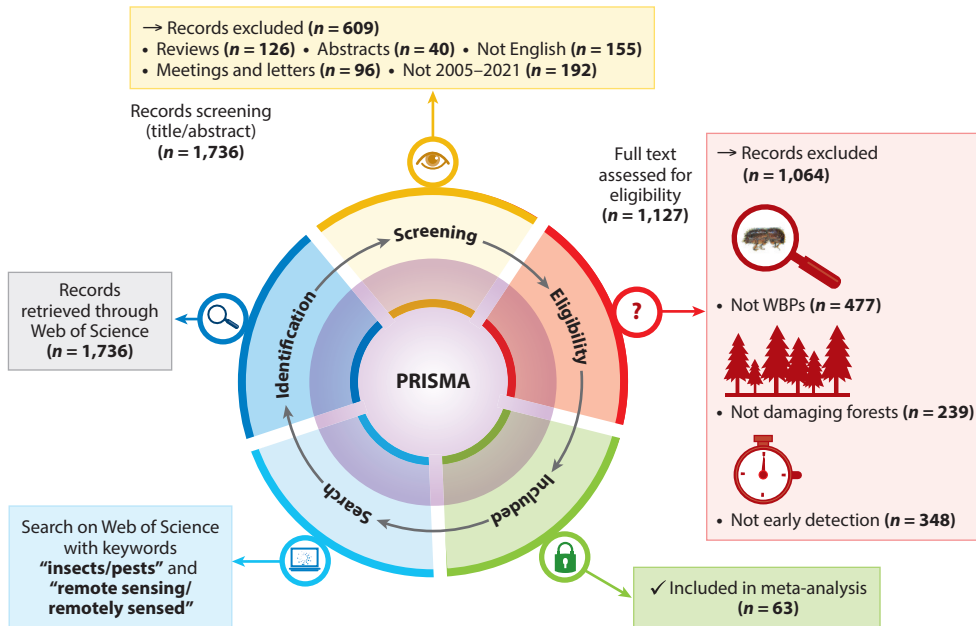 → Records excluded (n = 609)
• Reviews (n = 126) • Abstracts (n = 40) • Not English (n = 155)
• Meetings and letters (n = 96) • Not 2005–2021 (n = 192)
Records screening
(title/abstract)
(n = 1,736)
Full text
assessed for
eligibility
(n = 1,127)
→ Records excluded
(n = 1,064)
• Not WBPs (n = 477)
• Not damaging forests (n = 239)
• Not early detection (n = 348)
Records
retrieved through
Web of Science
(n = 1,736)
Screening
Eligibility
?
Identification
PRISMA
Included
Search
Search on Web of Science
with keywords
“insects/pests” and
“remote sensing/
remotely sensed”
✓ Included in meta-analysis
(n = 63)